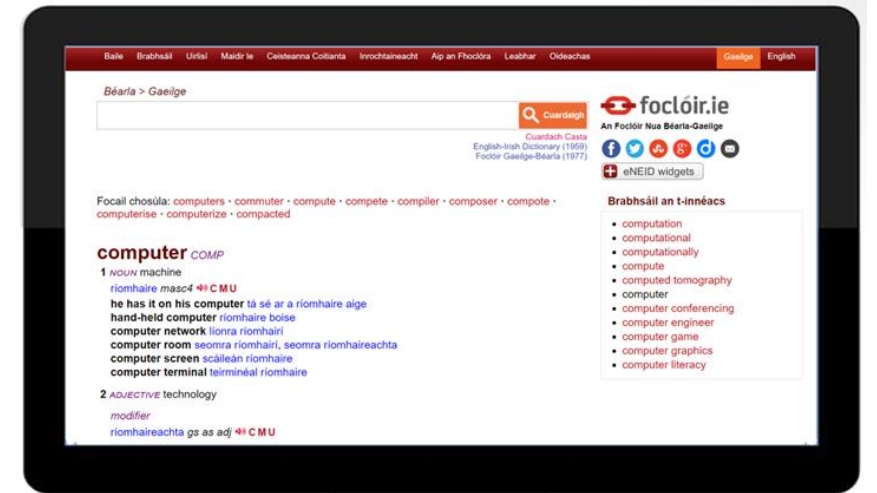 Baile Brabhsáil Uirlisí Maidir le Ceisteanna Coitianta Inrochtaineacht Aip an Fhoclóra Leabhar Oideachas Gaeilge English
Béarla > Gaeilge
Cuardaigh
Cuardach Casta
English-Irish Dictionary (1959)
Foclóir Gaeilge-Béarla (1977)
Focail chosúla: computers · commuter · compute · compete · compiler · composer · compote ·
computerise · computerize · compacted
computer COMP
1 NOUN machine
ríomhaire masc4 C M U
he has it on his computer tá sé ar a ríomhaire aige
hand-held computer ríomhaire boise
computer network líonra ríomhairí
computer room seomra ríomhairí, seomra ríomhaireachta
computer screen scáileán ríomhaire
computer terminal teirminéal ríomhaire
2 ADJECTIVE technology
modifier
ríomhaireachta gs as adj C M U
foclóir.ie
An Foclóir Nua Béarla-Gaeilge
eNEID widgets
Brabhsáil an t-innéacs
• computation
• computational
• computationally
• compute
• computed tomography
• computer
• computer conferencing
• computer engineer
• computer game
• computer graphics
• computer literacy